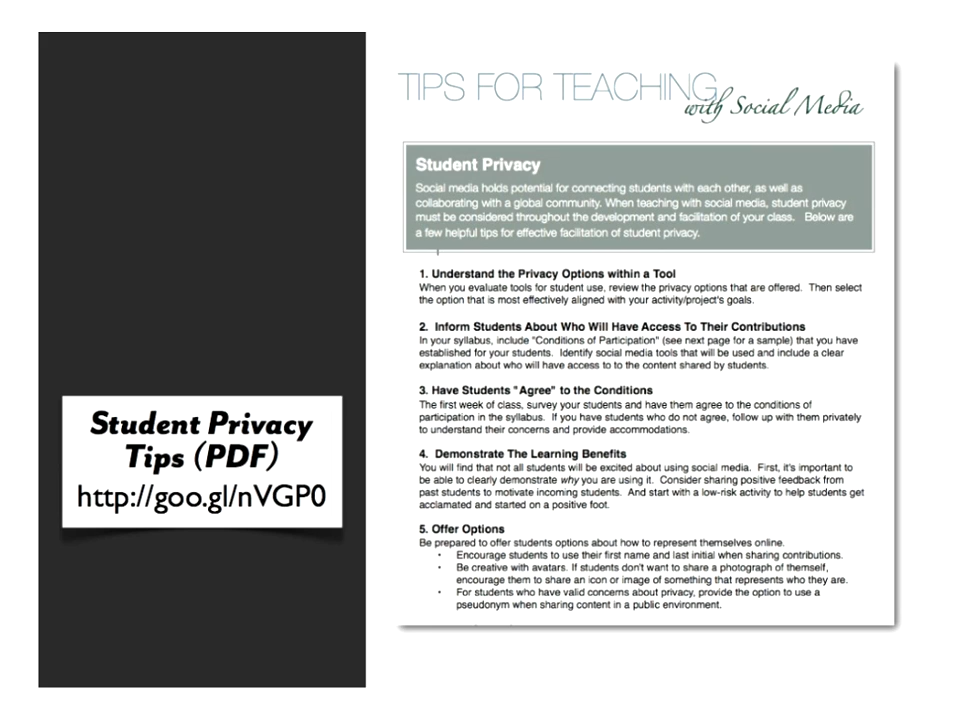 Student Privacy
Tips (PDF)
http://goo.gl/nVGP0
TIPS FOR TEACHING
with Social Media
Student Privacy
Social media holds potential for connecting students with each other, as well as
collaborating with a global community. When teaching with social media, student privacy
must be considered throughout the development and facilitation of your class. Below are
a few helpful tips for effective facilitation of student privacy.
1. Understand the Privacy Options within a Tool
When you evaluate tools for student use, review the privacy options that are offered. Then select
the option that is most effectively aligned with your activity/project's goals.
2. Inform Students About Who Will Have Access To Their Contributions
In your syllabus, include "Conditions of Participation" (see next page for a sample) that you have
established for your students. Identify social media tools that will be used and include a clear
explanation about who will have access to to the content shared by students.
3. Have Students "Agree" to the Conditions
The first week of class, survey your students and have them agree to the conditions of
participation in the syllabus. If you have students who do not agree, follow up with them privately
to understand their concerns and provide accommodations.
4. Demonstrate The Learning Benefits
You will find that not all students will be excited about using social media. First, it's important to
be able to clearly demonstrate why you are using it. Consider sharing positive feedback from
past students to motivate incoming students. And start with a low-risk activity to help students get
acclamated and started on a positive foot.
5. Offer Options
Be prepared to offer students options about how to represent themselves online.
• Encourage students to use their first name and last initial when sharing contributions.
• Be creative with avatars. If students don't want to share a photograph of themself,
encourage them to share an icon or image of something that represents who they are.
• For students who have valid concerns about privacy, provide the option to use a
pseudonym when sharing content in a public environment.